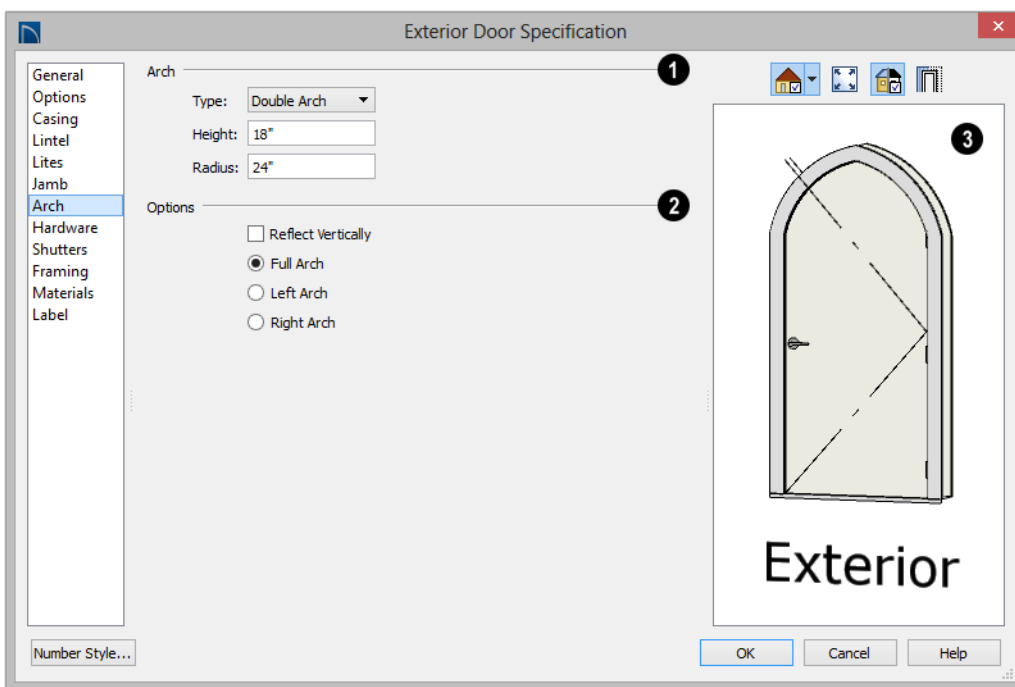 Exterior Door Specification
General
Options
Casing
Lintel
Lites
Jamb
Arch
Hardware
Shutters
Framing
Materials
Label
Arch
1
Type: Double Arch
Height: 18"
Radius: 24"
Options
2
Reflect Vertically
Full Arch
Left Arch
Right Arch
3
Exterior
Number Style...
OK
Cancel
Help